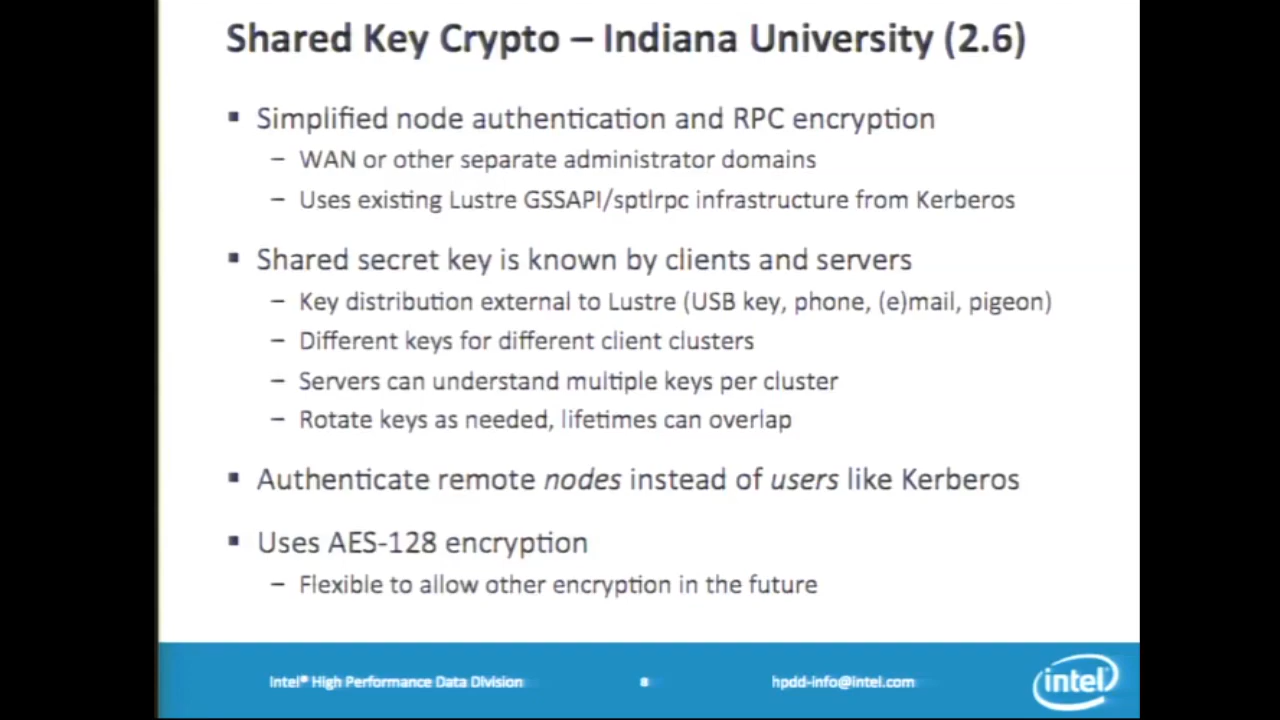 Shared Key Crypto – Indiana University (2.6)
▪ Simplified node authentication and RPC encryption
– WAN or other separate administrator domains
– Uses existing Lustre GSSAPI/sptlrpc infrastructure from Kerberos
▪ Shared secret key is known by clients and servers
– Key distribution external to Lustre (USB key, phone, (e)mail, pigeon)
– Different keys for different client clusters
– Servers can understand multiple keys per cluster
– Rotate keys as needed, lifetimes can overlap
▪ Authenticate remote nodes instead of users like Kerberos
▪ Uses AES-128 encryption
– Flexible to allow other encryption in the future
Intel® High Performance Data Division
8
hpdd-info@intel.com
intel